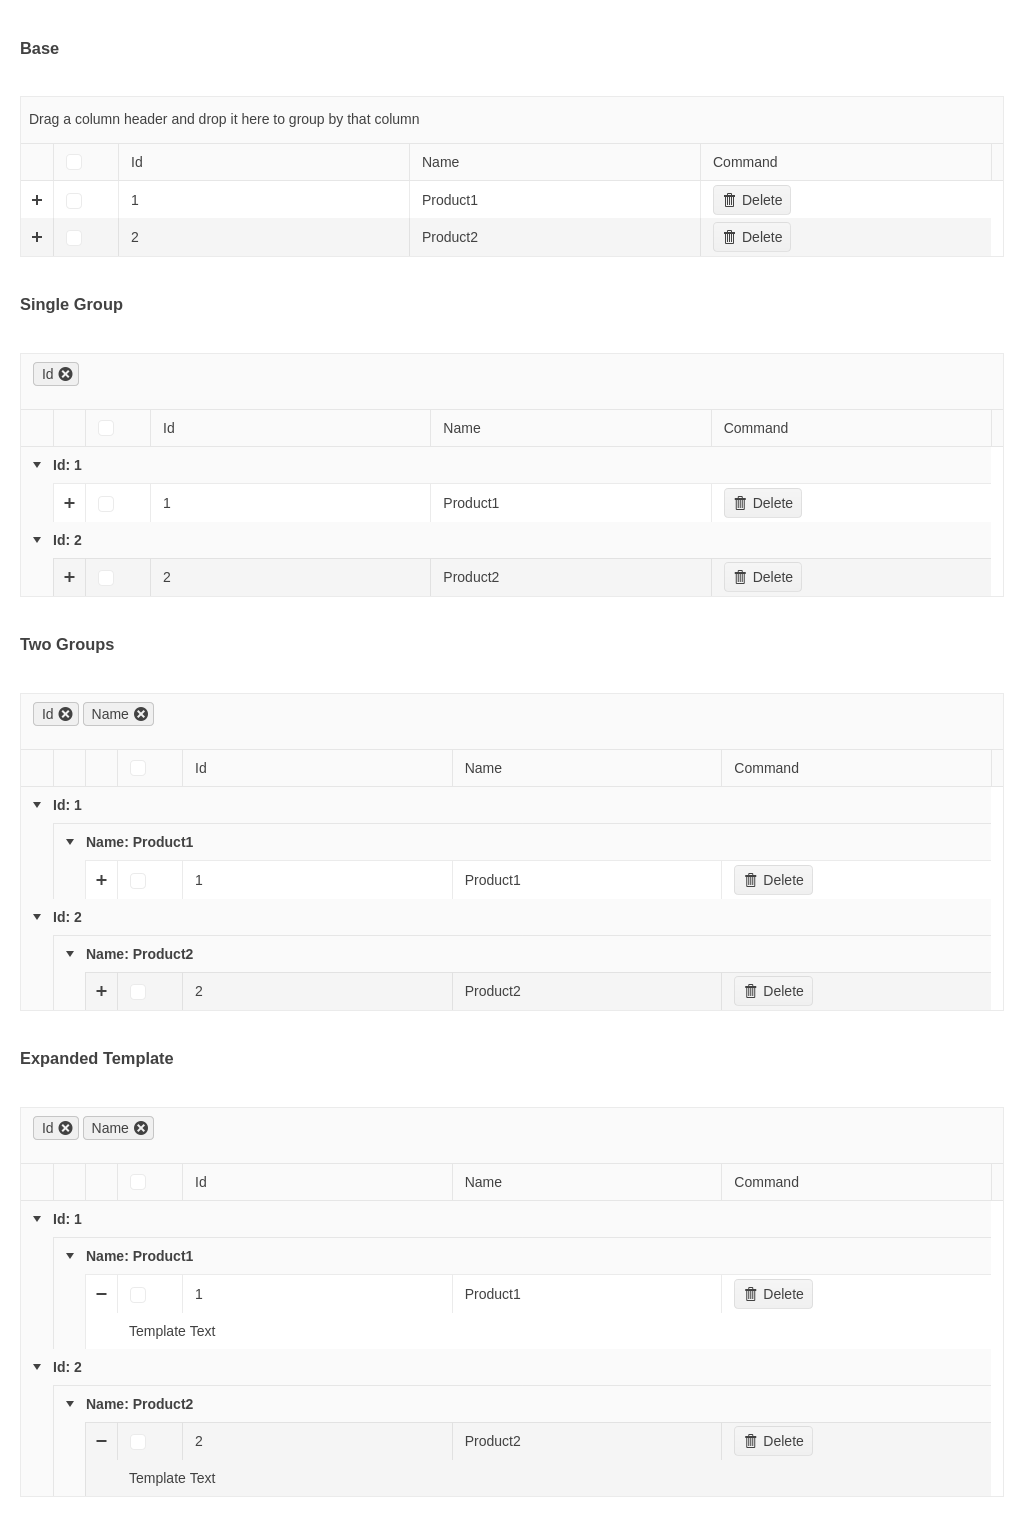 Base
Drag a column header and drop it here to group by that column
Id Name Command
1 Product1 Delete
2 Product2 Delete
Single Group
Id
Id Name Command
Id: 1
1 Product1 Delete
Id: 2
2 Product2 Delete
Two Groups
Id Name
Id Name Command
Id: 1
Name: Product1
1 Product1 Delete
Id: 2
Name: Product2
2 Product2 Delete
Expanded Template
Id Name
Id Name Command
Id: 1
Name: Product1
1 Product1 Delete
Template Text
Id: 2
Name: Product2
2 Product2 Delete
Template Text